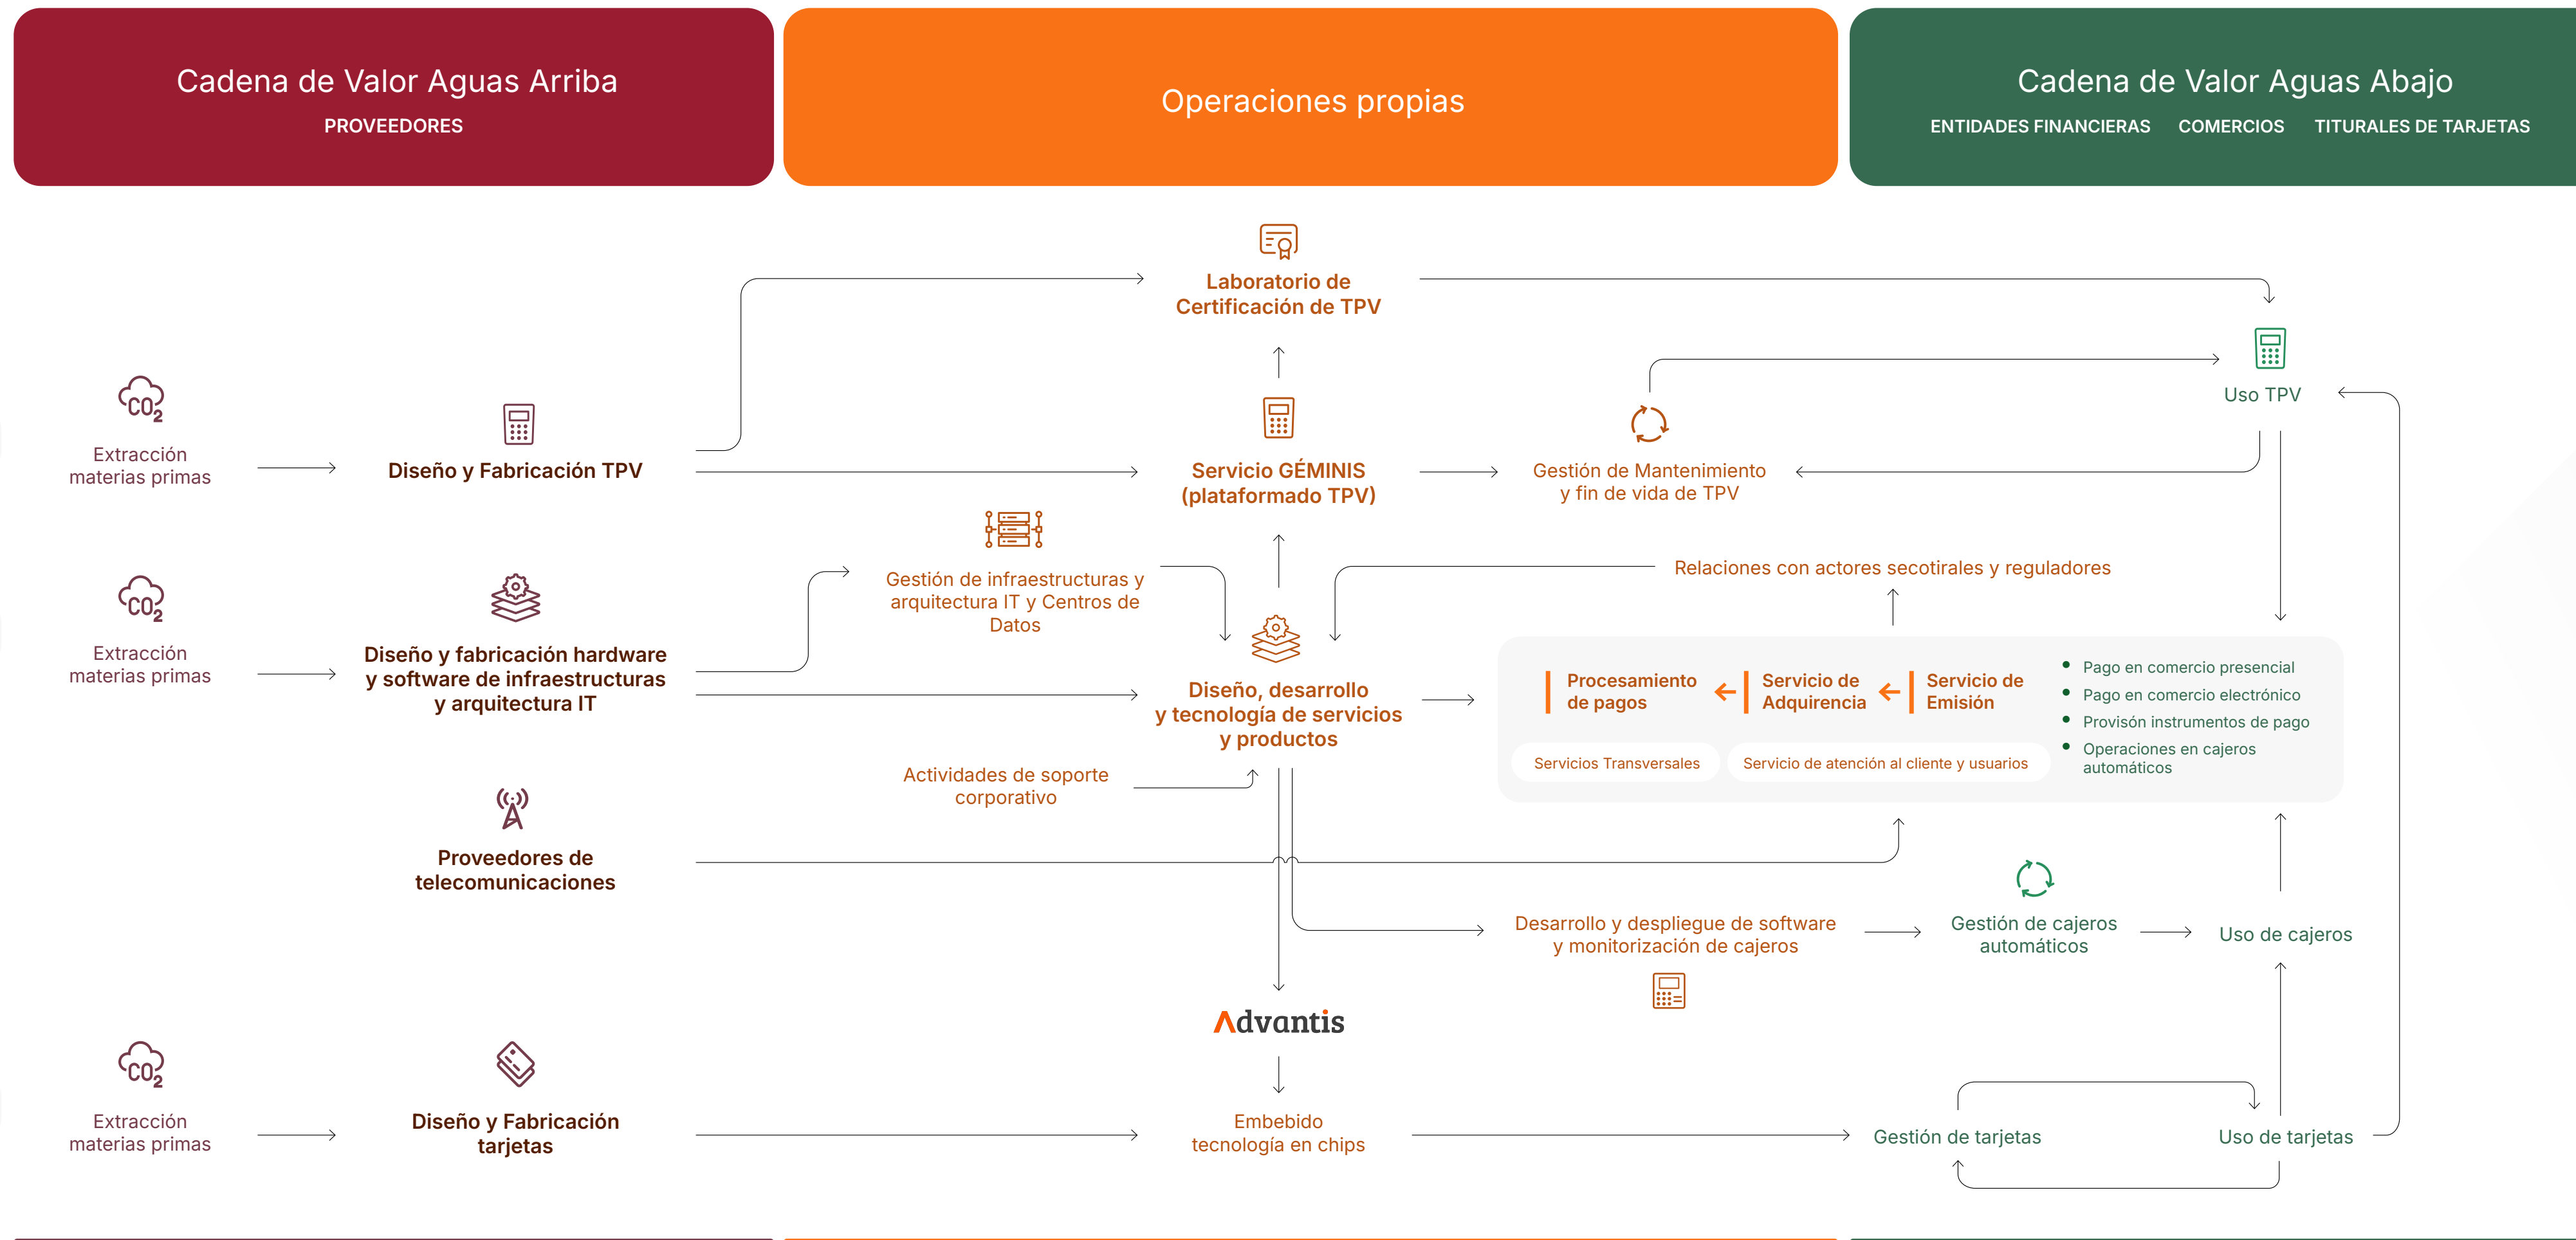 Cadena de Valor Aguas Arriba
PROVEEDORES
Operaciones propias
Cadena de Valor Aguas Abajo
ENTIDADES FINANCIERAS COMERCIOS TITURALES DE TARJETAS
Laboratorio de
Certificación de TPV
CO2
Extracción
materias primas
Diseño y Fabricación TPV
Servicio GÉMINIS
(plataformado TPV)
Gestión de Mantenimiento
y fin de vida de TPV
Uso TPV
CO2
Extracción
materias primas
Diseño y fabricación hardware
y software de infraestructuras
y arquitectura IT
Gestión de infraestructuras y
arquitectura IT y Centros de
Datos
Relaciones con actores secotirales y reguladores
Diseño, desarrollo
y tecnología de servicios
y productos
Procesamiento
de pagos
Servicio de
Adquirencia
Servicio de
Emisión
Servicios Transversales
Servicio de atención al cliente y usuarios
Pago en comercio presencial
Pago en comercio electrónico
Provisón instrumentos de pago
Operaciones en cajeros
automáticos
Actividades de soporte
corporativo
Proveedores de
telecomunicaciones
Desarrollo y despliegue de software
y monitorización de cajeros
Gestión de cajeros
automáticos
Uso de cajeros
Advantis
CO2
Extracción
materias primas
Diseño y Fabricación
tarjetas
Embebido
tecnología en chips
Gestión de tarjetas
Uso de tarjetas